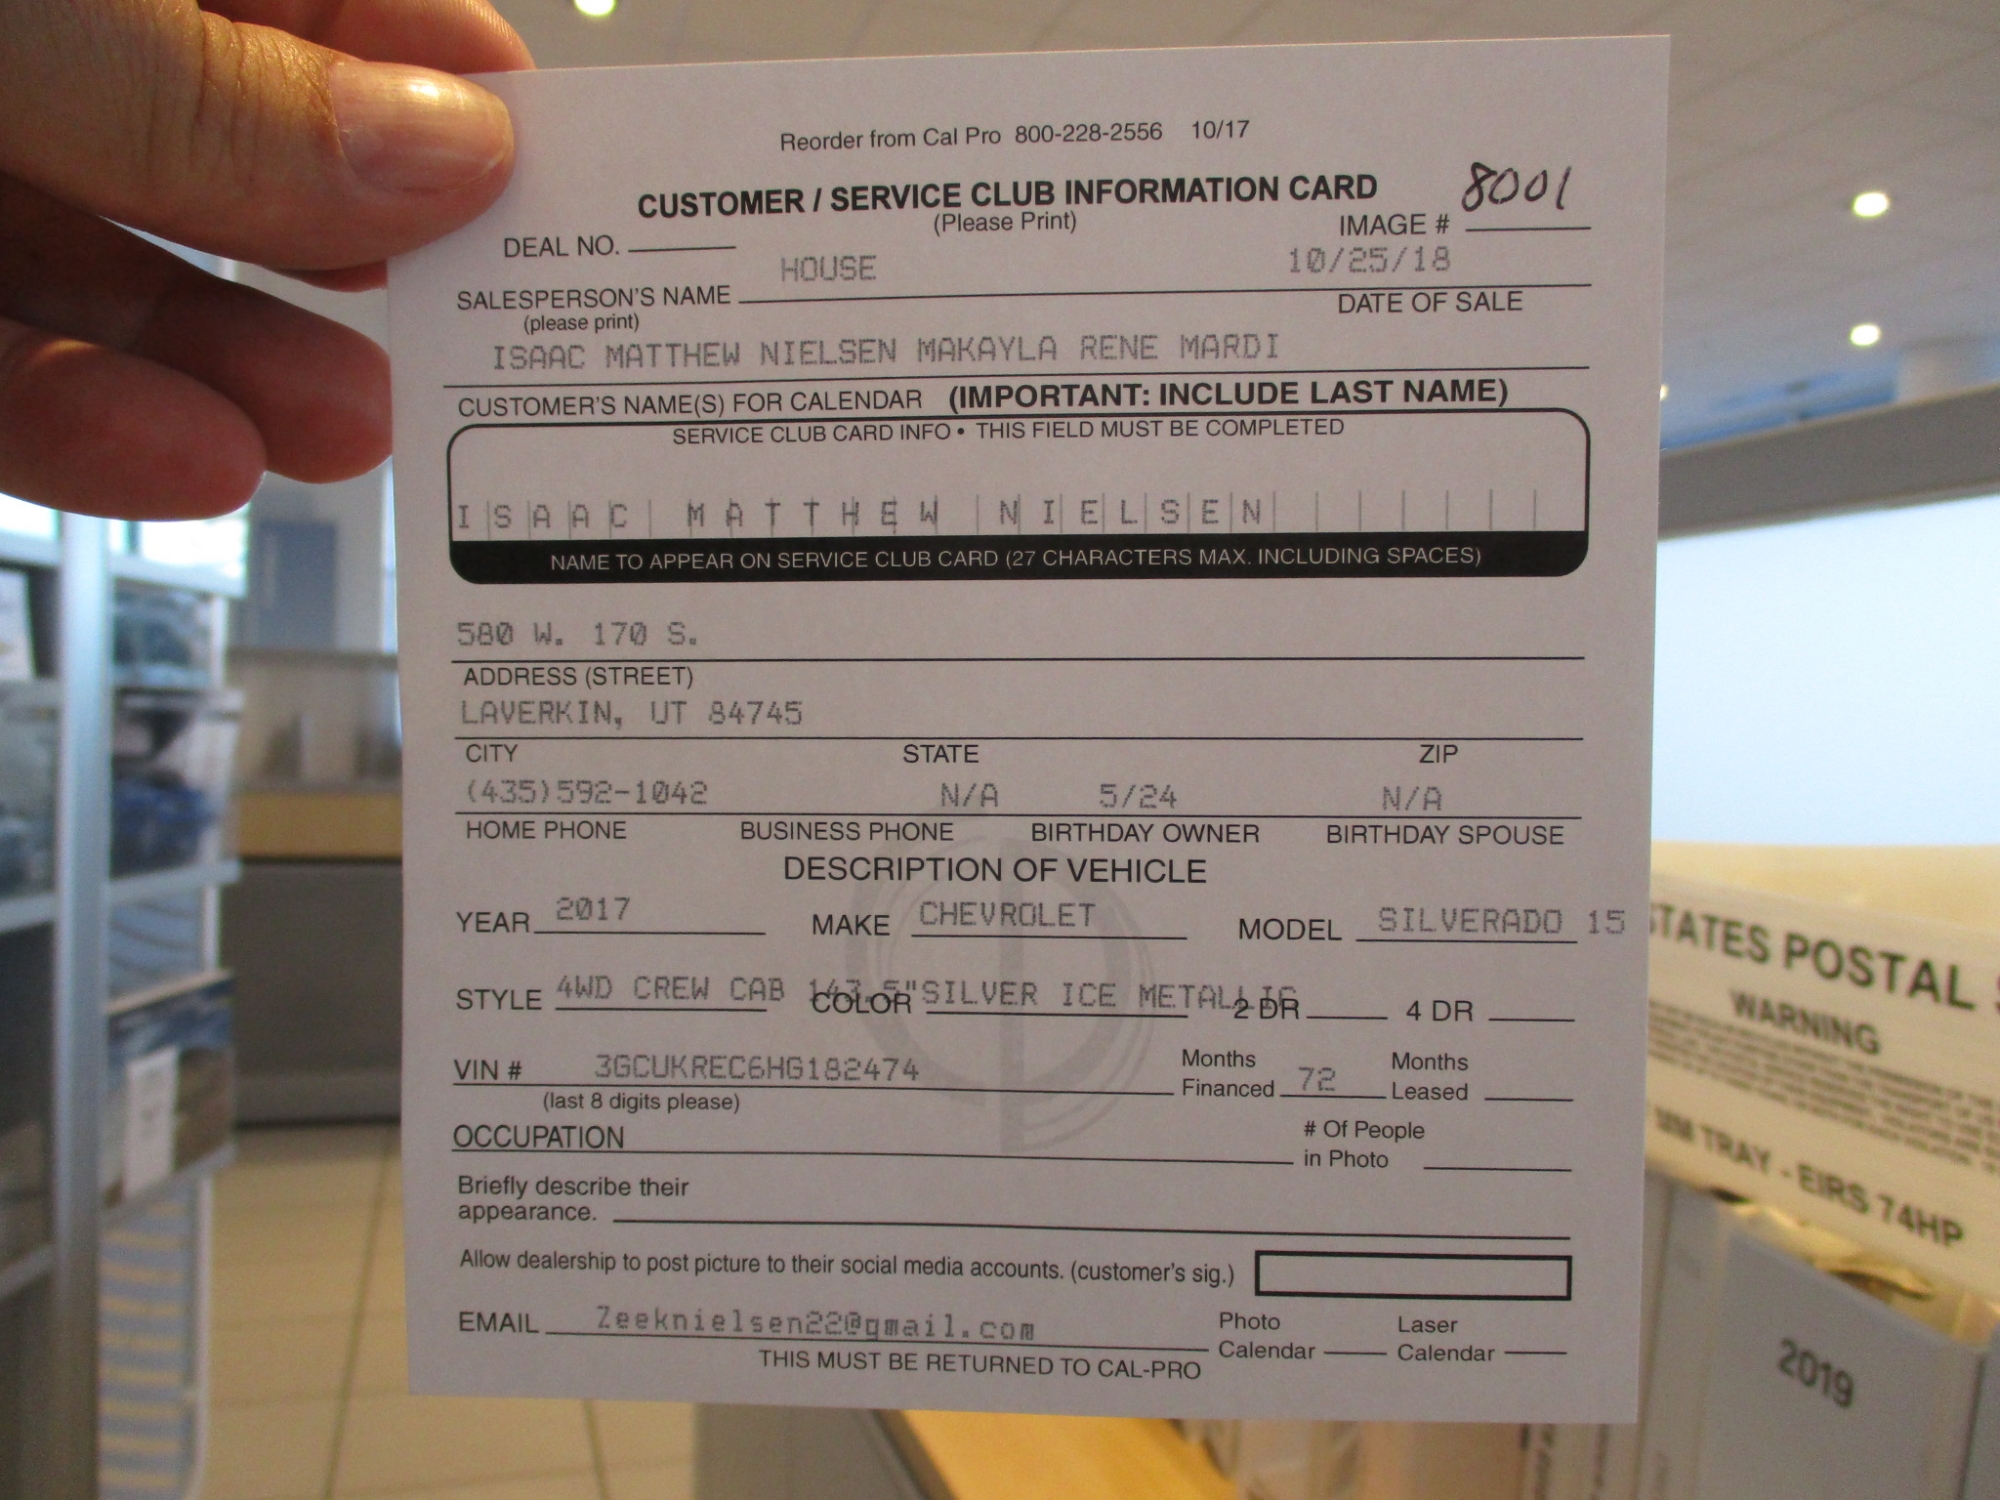 Reorder from Cal Pro 800-228-2556 10/17
CUSTOMER / SERVICE CLUB INFORMATION CARD
(Please Print)
IMAGE # 8001
DEAL NO.
HOUSE 10/25/18
SALESPERSON'S NAME DATE OF SALE
(please print)
ISAAC MATTHEW NIELSEN MAKAYLA RENE MARDI
CUSTOMER'S NAME(S) FOR CALENDAR (IMPORTANT: INCLUDE LAST NAME)
SERVICE CLUB CARD INFO • THIS FIELD MUST BE COMPLETED
ISAAC MATTHEW NIELSEN
NAME TO APPEAR ON SERVICE CLUB CARD (27 CHARACTERS MAX. INCLUDING SPACES)
580 W. 170 S.
ADDRESS (STREET)
LAVERKIN, UT 84745
CITY STATE ZIP
(435)592-1042 N/A 5/24 N/A
HOME PHONE BUSINESS PHONE BIRTHDAY OWNER BIRTHDAY SPOUSE
DESCRIPTION OF VEHICLE
YEAR 2017 MAKE CHEVROLET MODEL SILVERADO 15
STYLE 4WD CREW CAB 143.5" COLOR SILVER ICE METALLIC 2 DR 4 DR
VIN # 3GCUKREC6HG182474
(last 8 digits please)
Months Financed 72
Months Leased
OCCUPATION
# Of People
in Photo
Briefly describe their
appearance.
Allow dealership to post picture to their social media accounts. (customer's sig.)
EMAIL Zeeknielsen22@gmail.com
Photo Calendar
Laser Calendar
THIS MUST BE RETURNED TO CAL-PRO
STATES POSTAL
WARNING
TRAY - EIRS 74HP
2019